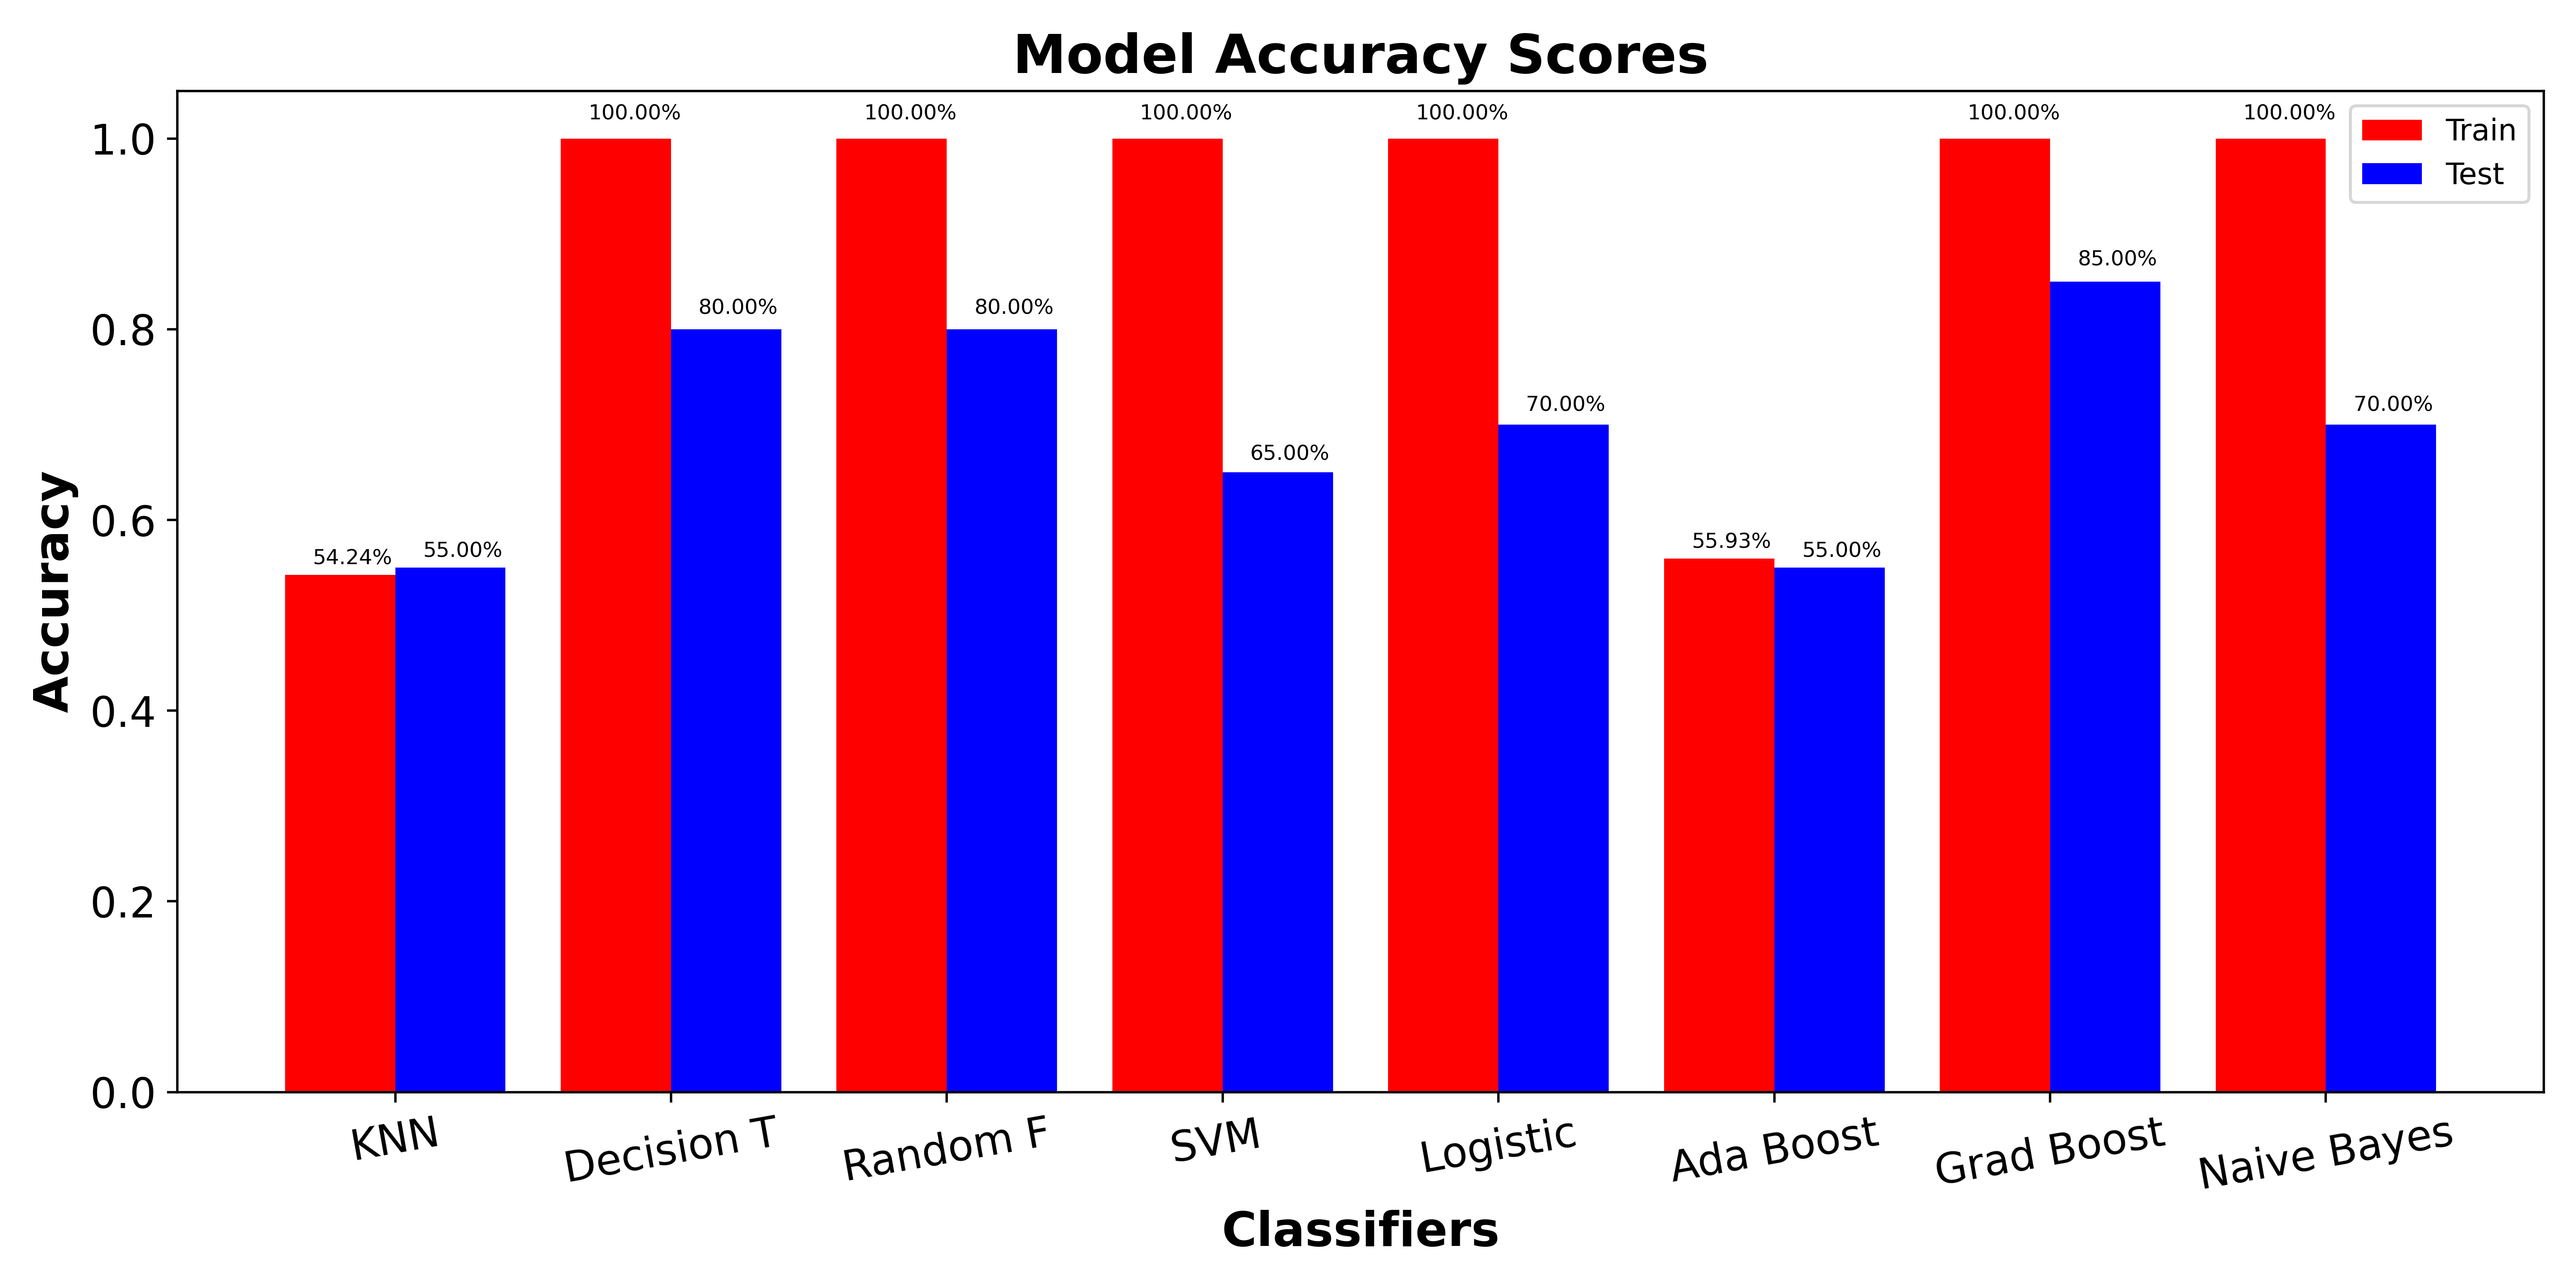 Model Accuracy Scores
100.00% 100.00% 100.00% 100.00% 100.00% 100.00%
Train
Test
1.0
85.00%
80.00% 80.00%
0.8
70.00% 70.00%
65.00%
0.6
54.24% 55.00% 55.93% 55.00%
Accuracy
0.4
0.2
0.0
KNN Decision T Random F SVM Logistic Ada Boost Grad Boost Naive Bayes
Classifiers